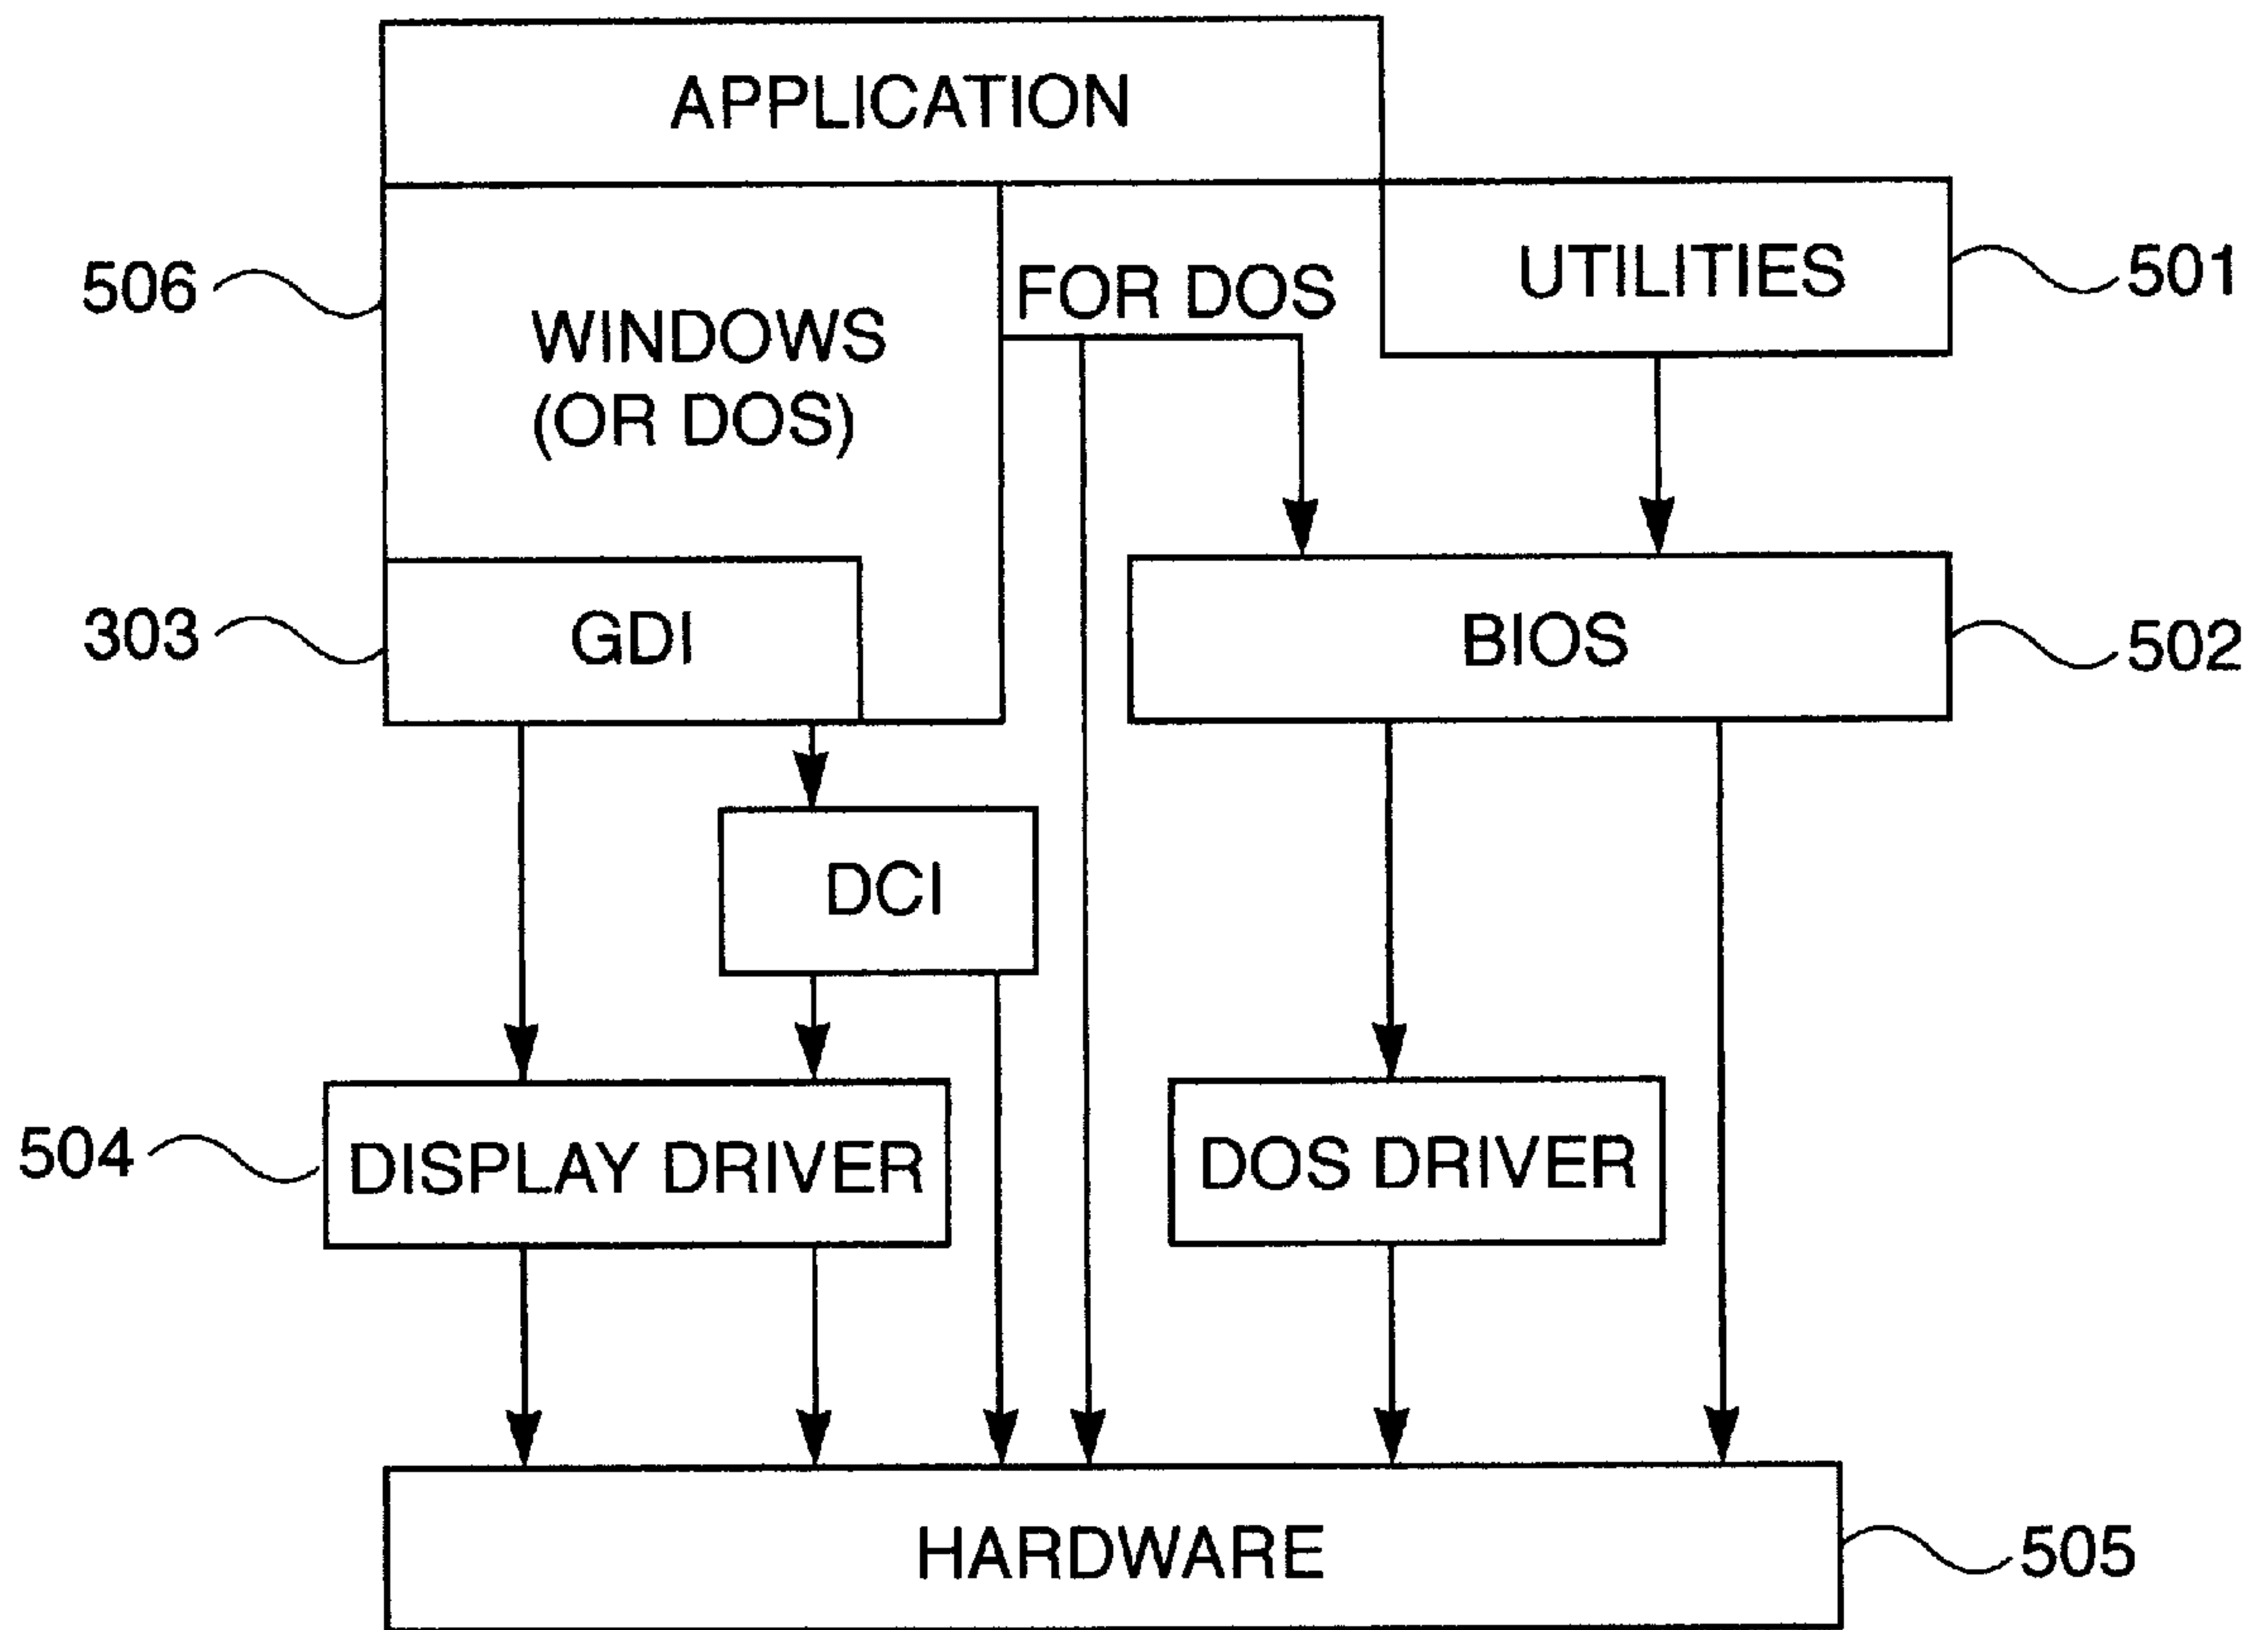 APPLICATION
506
WINDOWS
(OR DOS)
FOR DOS
UTILITIES
501
303
GDI
BIOS
502
DCI
504
DISPLAY DRIVER
DOS DRIVER
HARDWARE
505